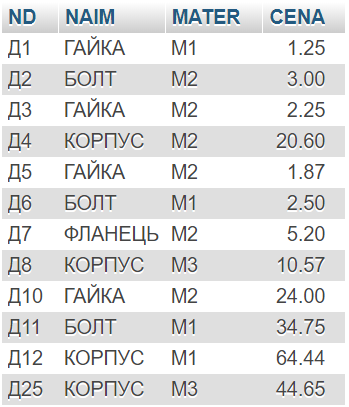 ND NAIM MATER CENA
Д1 ГАЙКА М1 1.25
Д2 БОЛТ М2 3.00
Д3 ГАЙКА М2 2.25
Д4 КОРПУС М2 20.60
Д5 ГАЙКА М2 1.87
Д6 БОЛТ М1 2.50
Д7 ФЛАНЕЦЬ М2 5.20
Д8 КОРПУС М3 10.57
Д10 ГАЙКА М2 24.00
Д11 БОЛТ М1 34.75
Д12 КОРПУС М1 64.44
Д25 КОРПУС М3 44.65